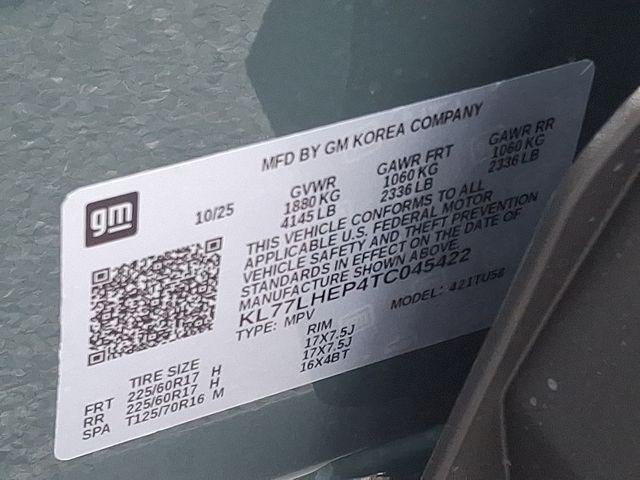 MFD BY GM KOREA COMPANY
gm
10/25
GVWR GAWR FRT GAWR RR
1880 KG 1060 KG 1060 KG
4145 LB 2336 LB 2336 LB
THIS VEHICLE CONFORMS TO ALL
APPLICABLE U.S. FEDERAL MOTOR
VEHICLE SAFETY AND THEFT PREVENTION
STANDARDS IN EFFECT ON THE DATE OF
MANUFACTURE SHOWN ABOVE.
KL77LHEP4TC045422
TYPE: MPV MODEL: 421TU58
TIRE SIZE RIM
FRT 225/60R17 H 17X7.5J
RR 225/60R17 H 17X7.5J
SPA T125/70R16 M 16X4BT